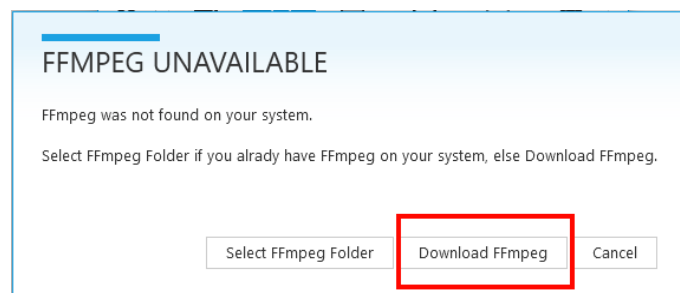 FFMPEG UNAVAILABLE
FFmpeg was not found on your system.
Select FFmpeg Folder if you alrady have FFmpeg on your system, else Download FFmpeg.
Select FFmpeg Folder Download FFmpeg Cancel